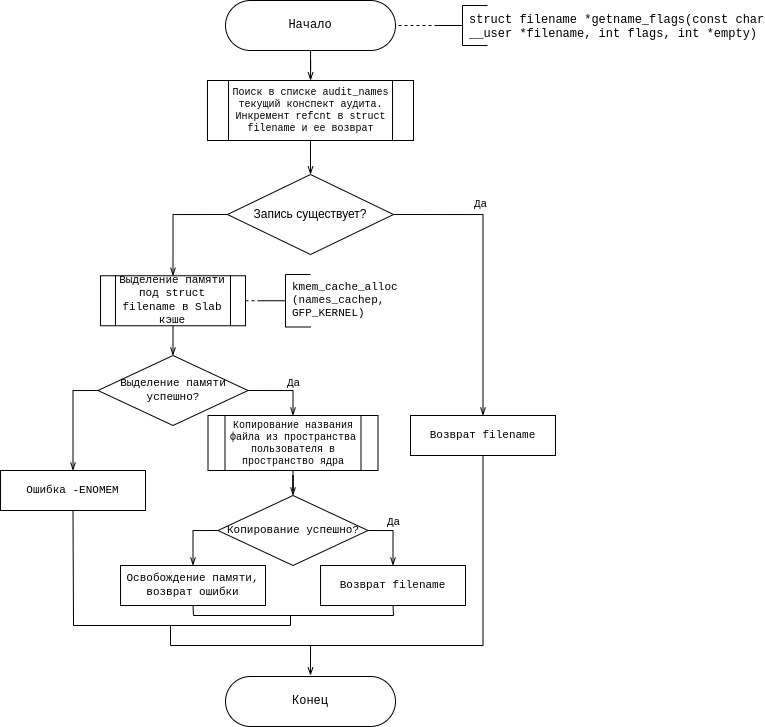 Начало
struct filename *getname_flags(const char
__user *filename, int flags, int *empty)
Поиск в списке audit_names
текущий конспект аудита.
Инкремент refcnt в struct
filename и ее возврат
Запись существует?
Да
Выделение памяти
под struct
filename в Slab
кэше
kmem_cache_alloc
(names_cachep,
GFP_KERNEL)
Выделение памяти
успешно?
Да
Копирование названия
файла из пространства
пользователя в
пространство ядра
Возврат filename
Ошибка -ENOMEM
Копирование успешно?
Да
Освобождение памяти,
возврат ошибки
Возврат filename
Конец